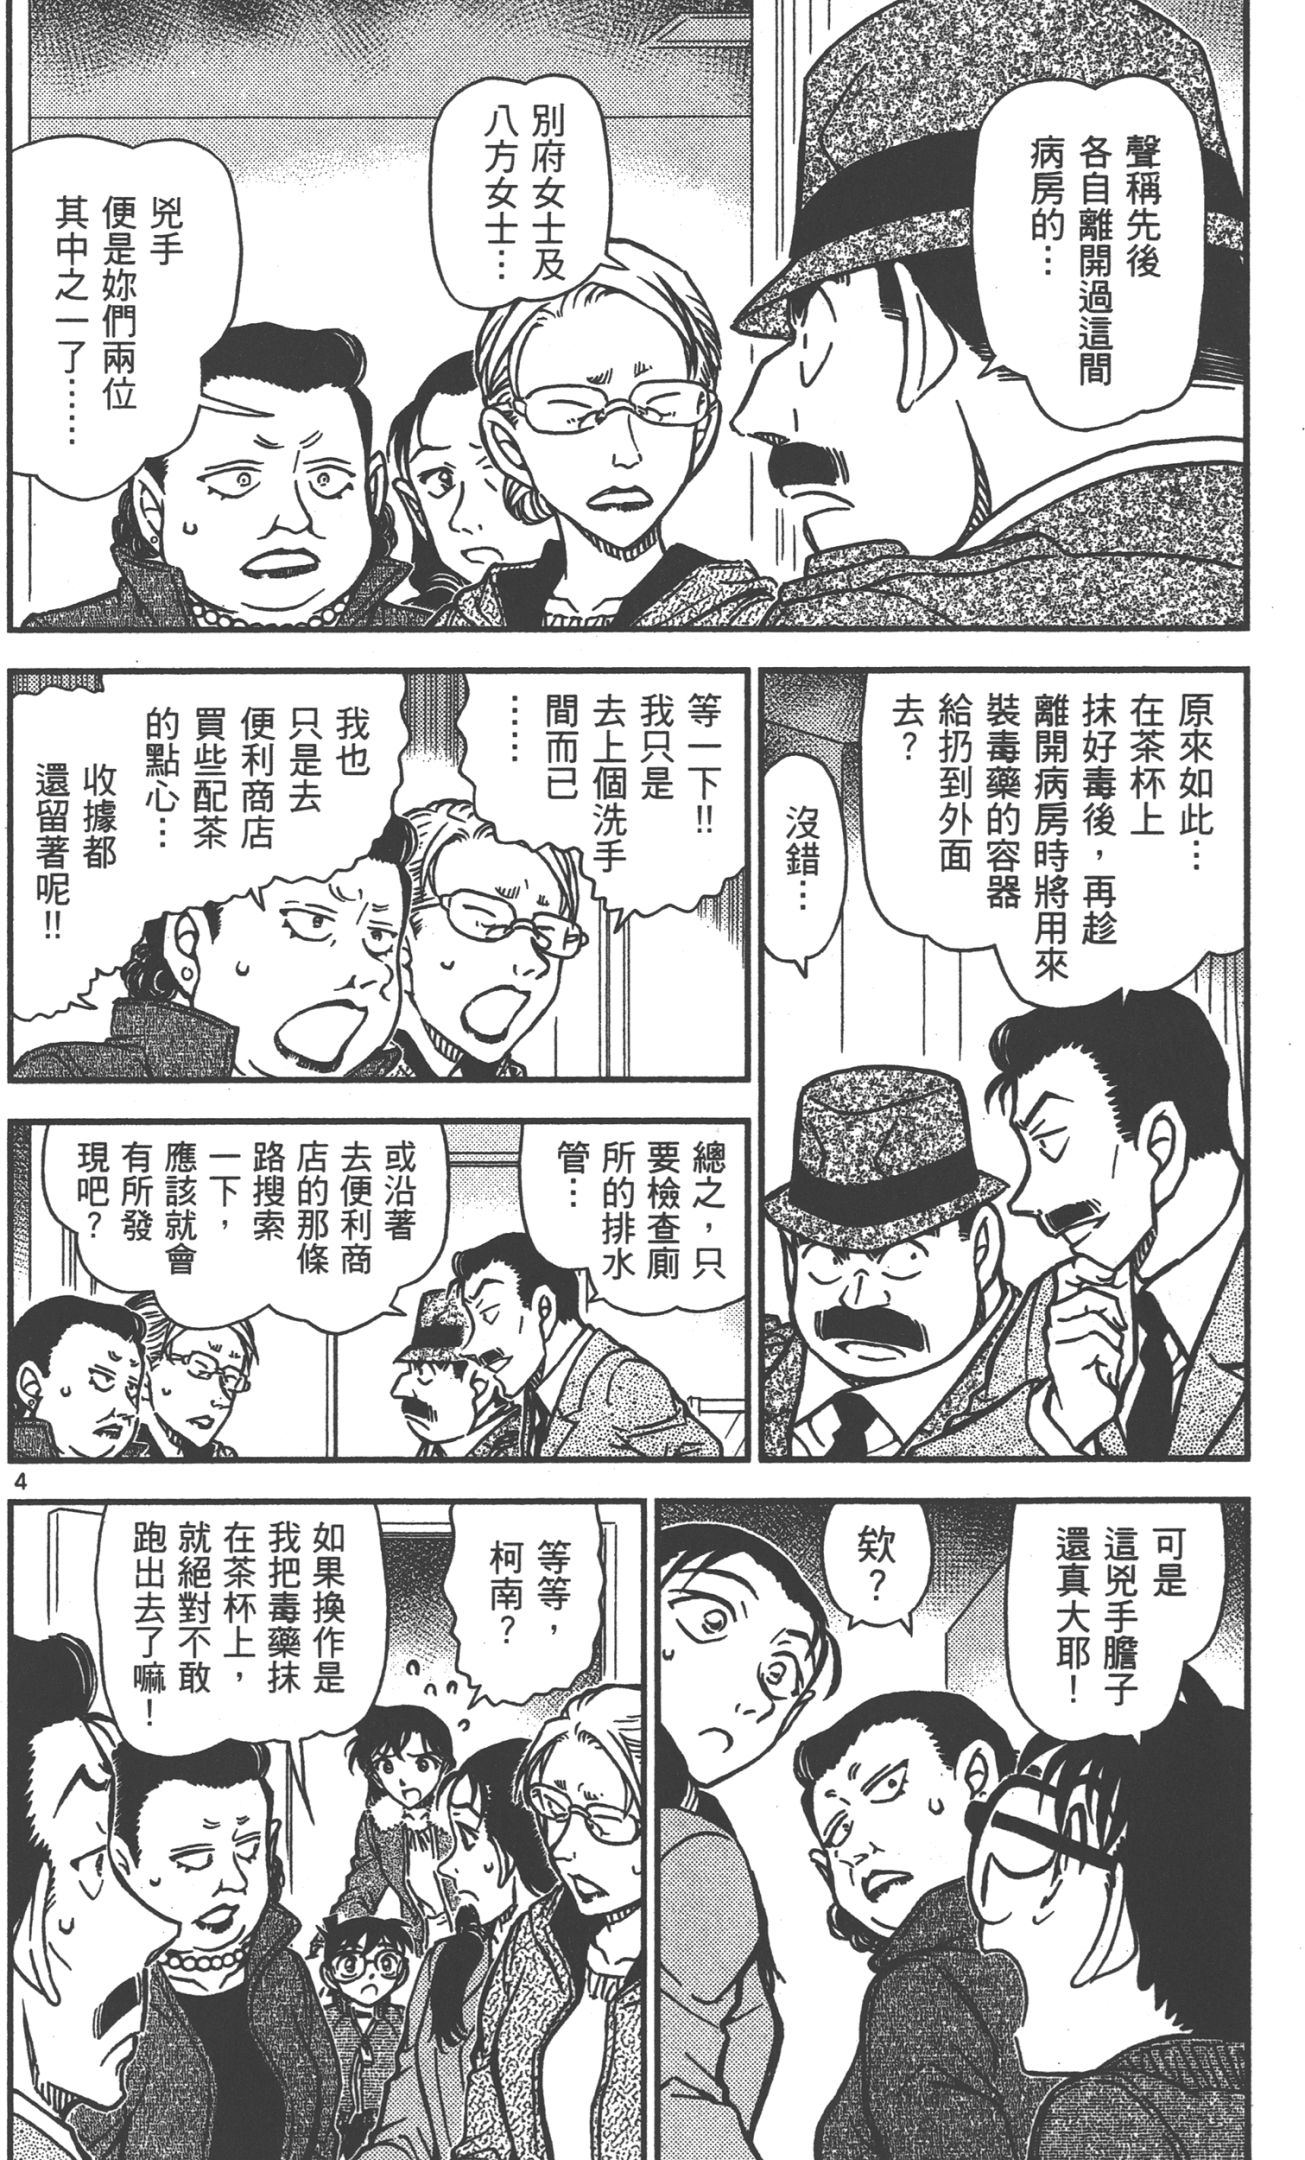 聲稱先後
各自離開過這間
病房的…
別府女士及
八方女士…
兇手
便是妳們兩位
其中之一了……
原來如此…
在茶杯上
抹好毒後，再趁
離開病房時將用來
裝毒藥的容器
給扔到外面
去？
沒錯…
等一下!!
我只是
去上個洗手
間而已
……
我也
只是去
便利商店
買些配茶
的點心…
收據都
還留著呢!!
總之，只
要檢查廁
所的排水
管…
或沿著
去便利商
店的那條
路搜索
一下，
應該就會
有所發
現吧？
4
可是
這兇手膽子
還真大耶！
欸？
等等，
柯南？
如果換作是
我把毒藥抹
在茶杯上，
就絕對不敢
跑出去了嘛！